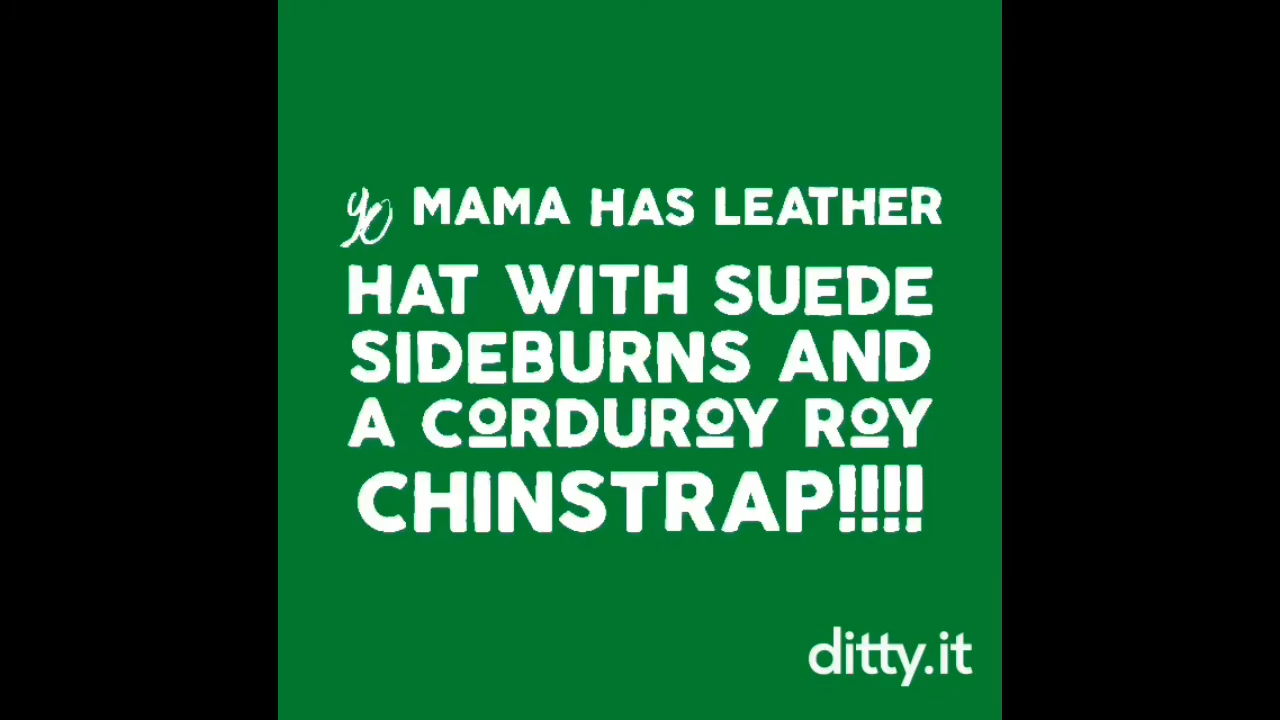 yo MAMA HAS LEATHER
HAT WITH SUEDE
SIDEBURNS AND
A CORDUROY ROY
CHINSTRAP!!!!
ditty.it